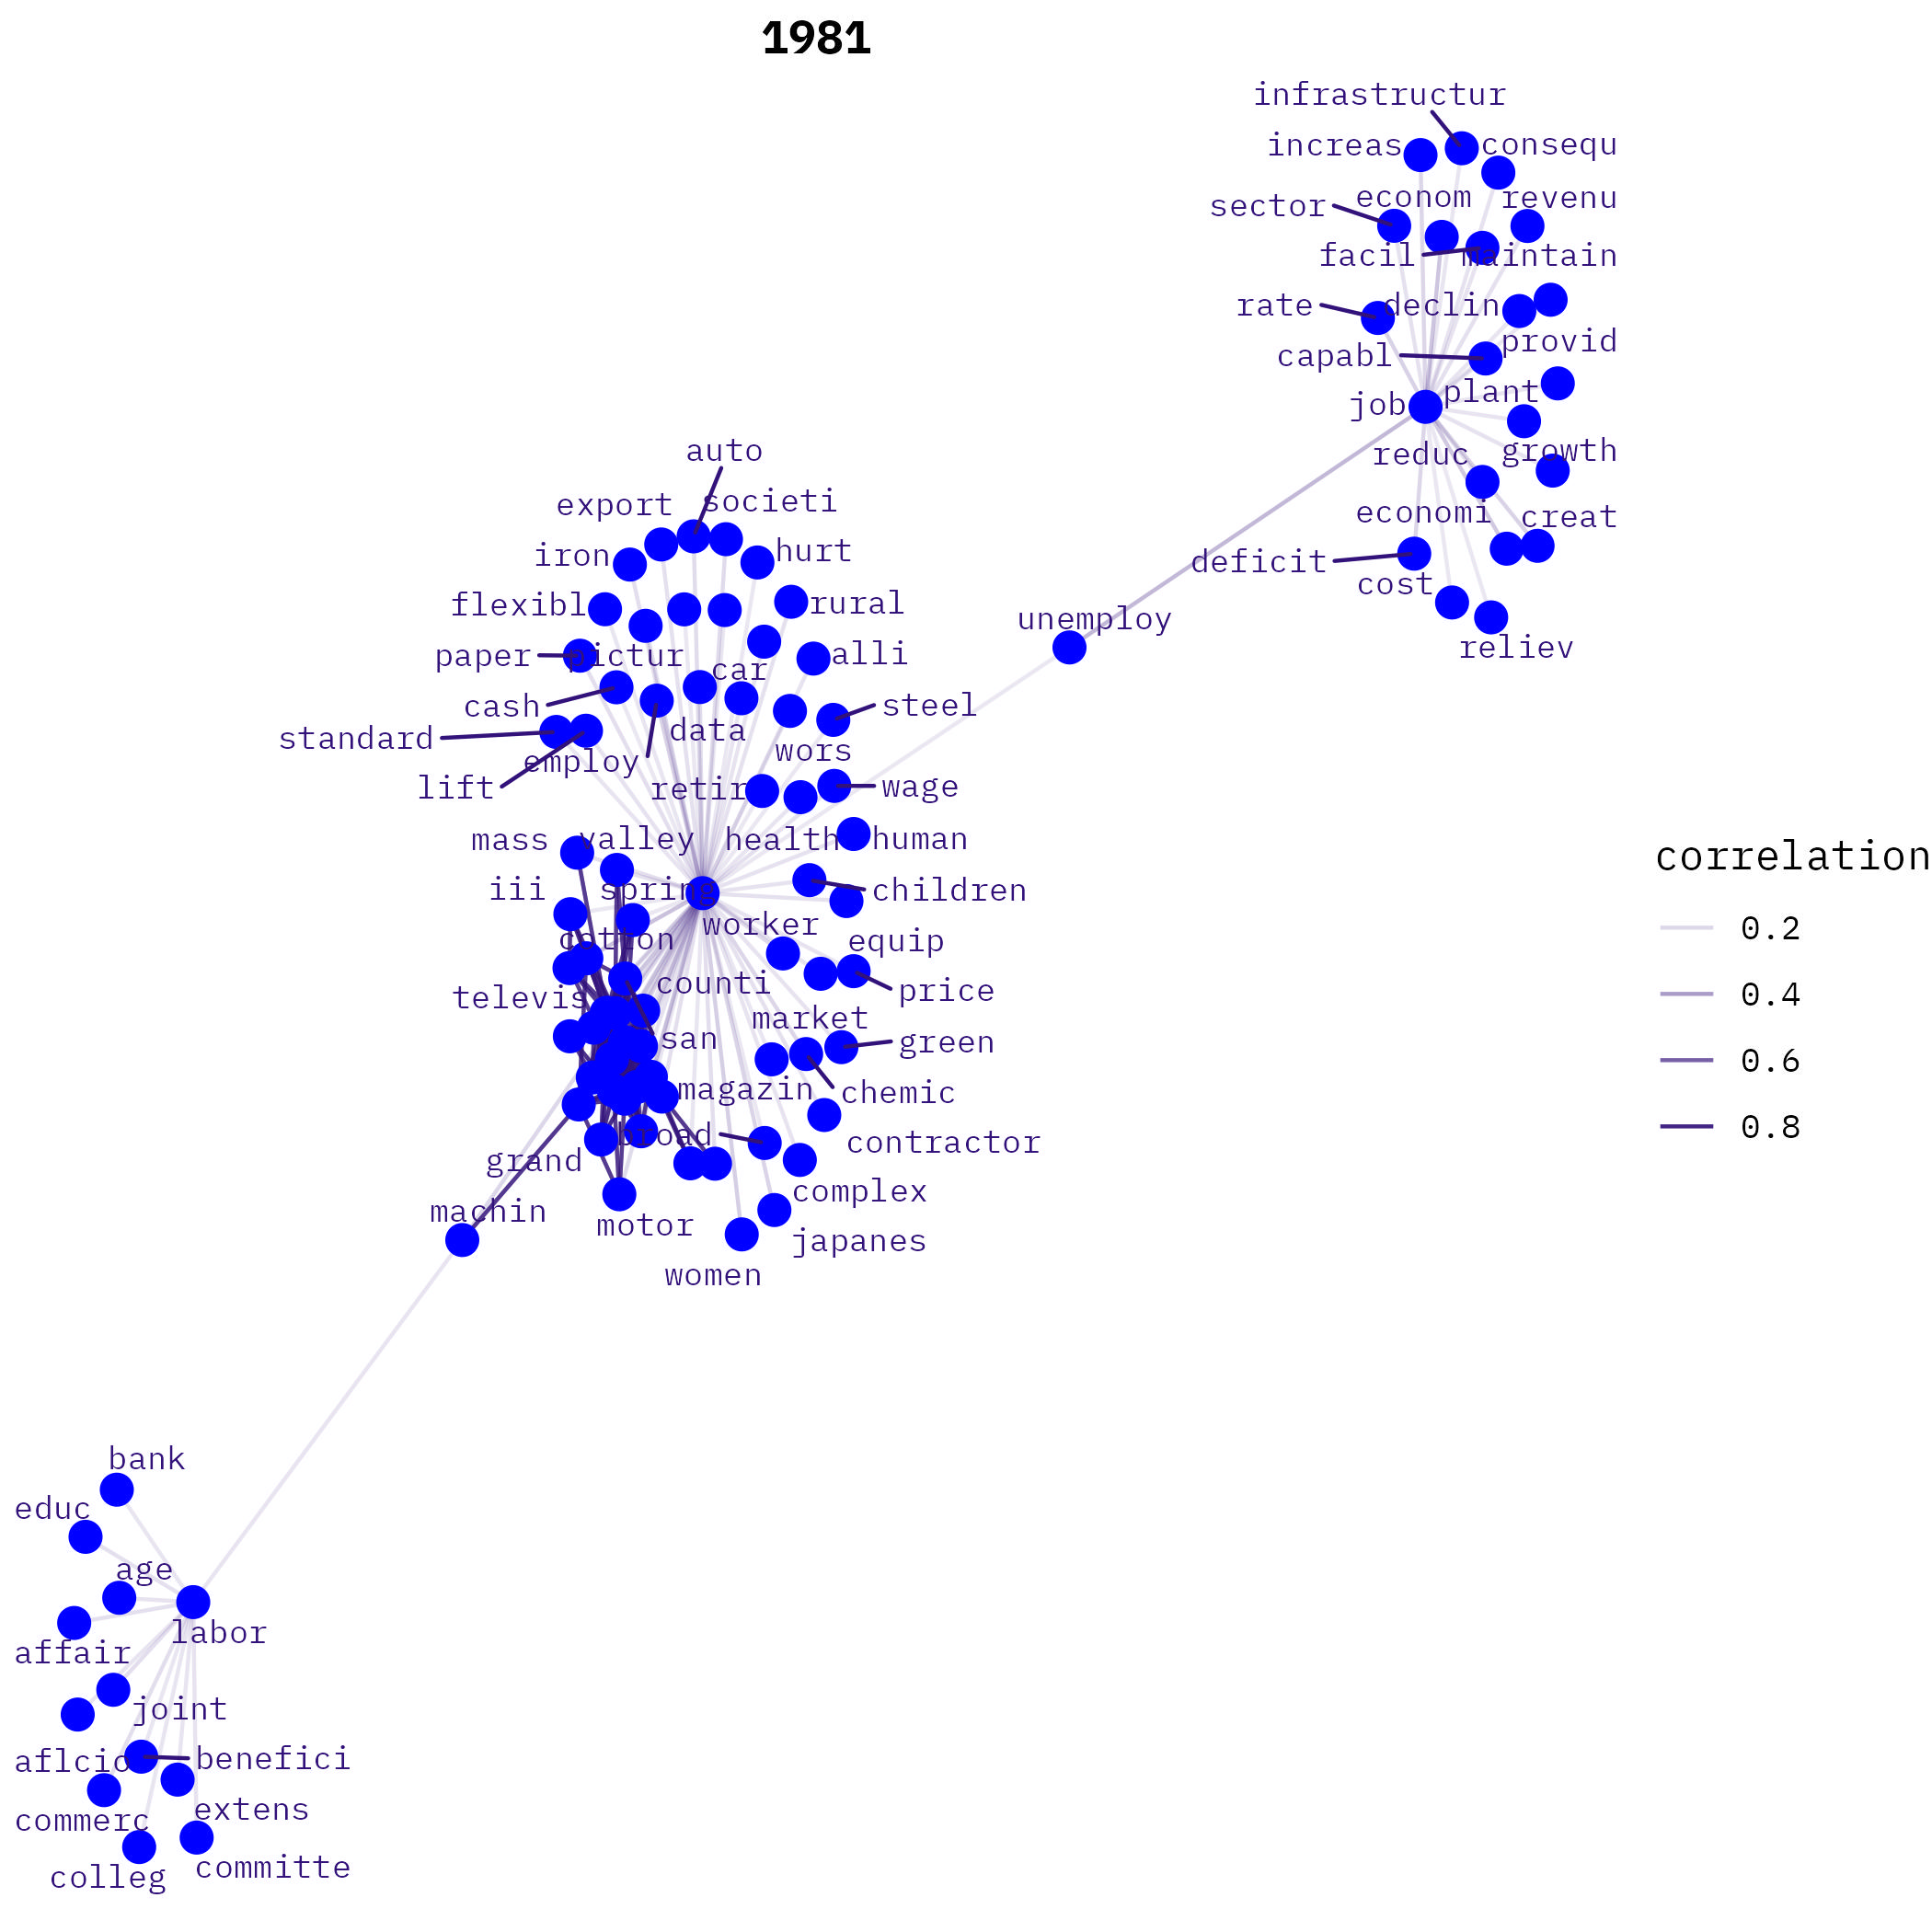 1981
infrastructur
increas
consequ
sector
econom
revenu
facil
maintain
rate
declin
capabl
provid
job
plant
reduc
growth
economi
creat
deficit
cost
reliev
unemploy
auto
export
societi
iron
hurt
flexibl
rural
paper
pictur
car
alli
cash
steel
standard
data
wors
employ
lift
retir
wage
mass
valley
health
human
iii
spring
children
worker
cotton
equip
televis
counti
price
market
san
green
magazin
chemic
broad
contractor
grand
complex
machin
motor
japanes
women
correlation
0.2
0.4
0.6
0.8
bank
educ
age
labor
affair
joint
aflcio
benefici
commerc
extens
colleg
committe